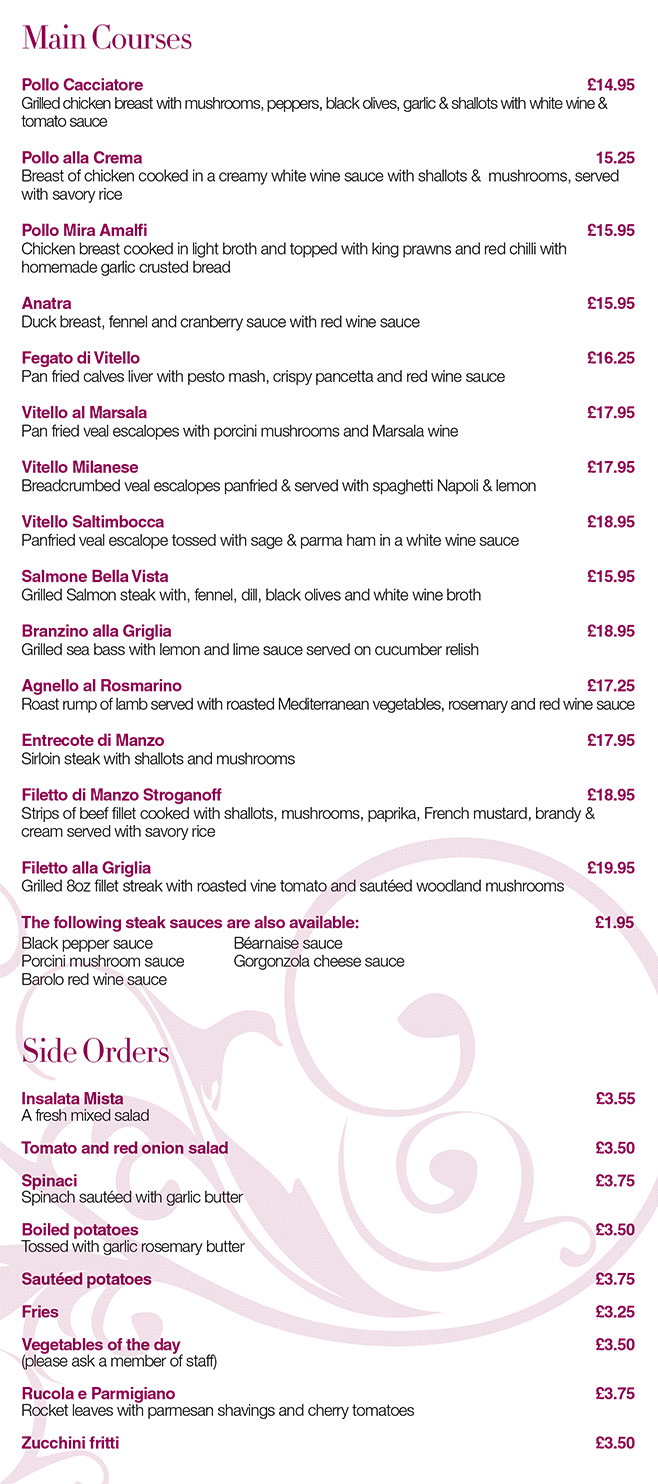 Main Courses
Pollo Cacciatore £14.95
Grilled chicken breast with mushrooms, peppers, black olives, garlic & shallots with white wine &
tomato sauce
Pollo alla Crema 15.25
Breast of chicken cooked in a creamy white wine sauce with shallots & mushrooms, served
with savory rice
Pollo Mira Amalfi £15.95
Chicken breast cooked in light broth and topped with king prawns and red chilli with
homemade garlic crusted bread
Anatra £15.95
Duck breast, fennel and cranberry sauce with red wine sauce
Fegato di Vitello £16.25
Pan fried calves liver with pesto mash, crispy pancetta and red wine sauce
Vitello al Marsala £17.95
Pan fried veal escalopes with porcini mushrooms and Marsala wine
Vitello Milanese £17.95
Breadcrumbed veal escalopes panfried & served with spaghetti Napoli & lemon
Vitello Saltimbocca £18.95
Panfried veal escalope tossed with sage & parma ham in a white wine sauce
Salmone Bella Vista £15.95
Grilled Salmon steak with, fennel, dill, black olives and white wine broth
Branzino alla Griglia £18.95
Grilled sea bass with lemon and lime sauce served on cucumber relish
Agnello al Rosmarino £17.25
Roast rump of lamb served with roasted Mediterranean vegetables, rosemary and red wine sauce
Entrecote di Manzo £17.95
Sirloin steak with shallots and mushrooms
Filetto di Manzo Stroganoff £18.95
Strips of beef fillet cooked with shallots, mushrooms, paprika, French mustard, brandy &
cream served with savory rice
Filetto alla Griglia £19.95
Grilled 8oz fillet streak with roasted vine tomato and sautéed woodland mushrooms
The following steak sauces are also available: £1.95
Black pepper sauce Béarnaise sauce
Porcini mushroom sauce Gorgonzola cheese sauce
Barolo red wine sauce
Side Orders
Insalata Mista £3.55
A fresh mixed salad
Tomato and red onion salad £3.50
Spinaci £3.75
Spinach sautéed with garlic butter
Boiled potatoes £3.50
Tossed with garlic rosemary butter
Sautéed potatoes £3.75
Fries £3.25
Vegetables of the day £3.50
(please ask a member of staff)
Rucola e Parmigiano £3.75
Rocket leaves with parmesan shavings and cherry tomatoes
Zucchini fritti £3.50